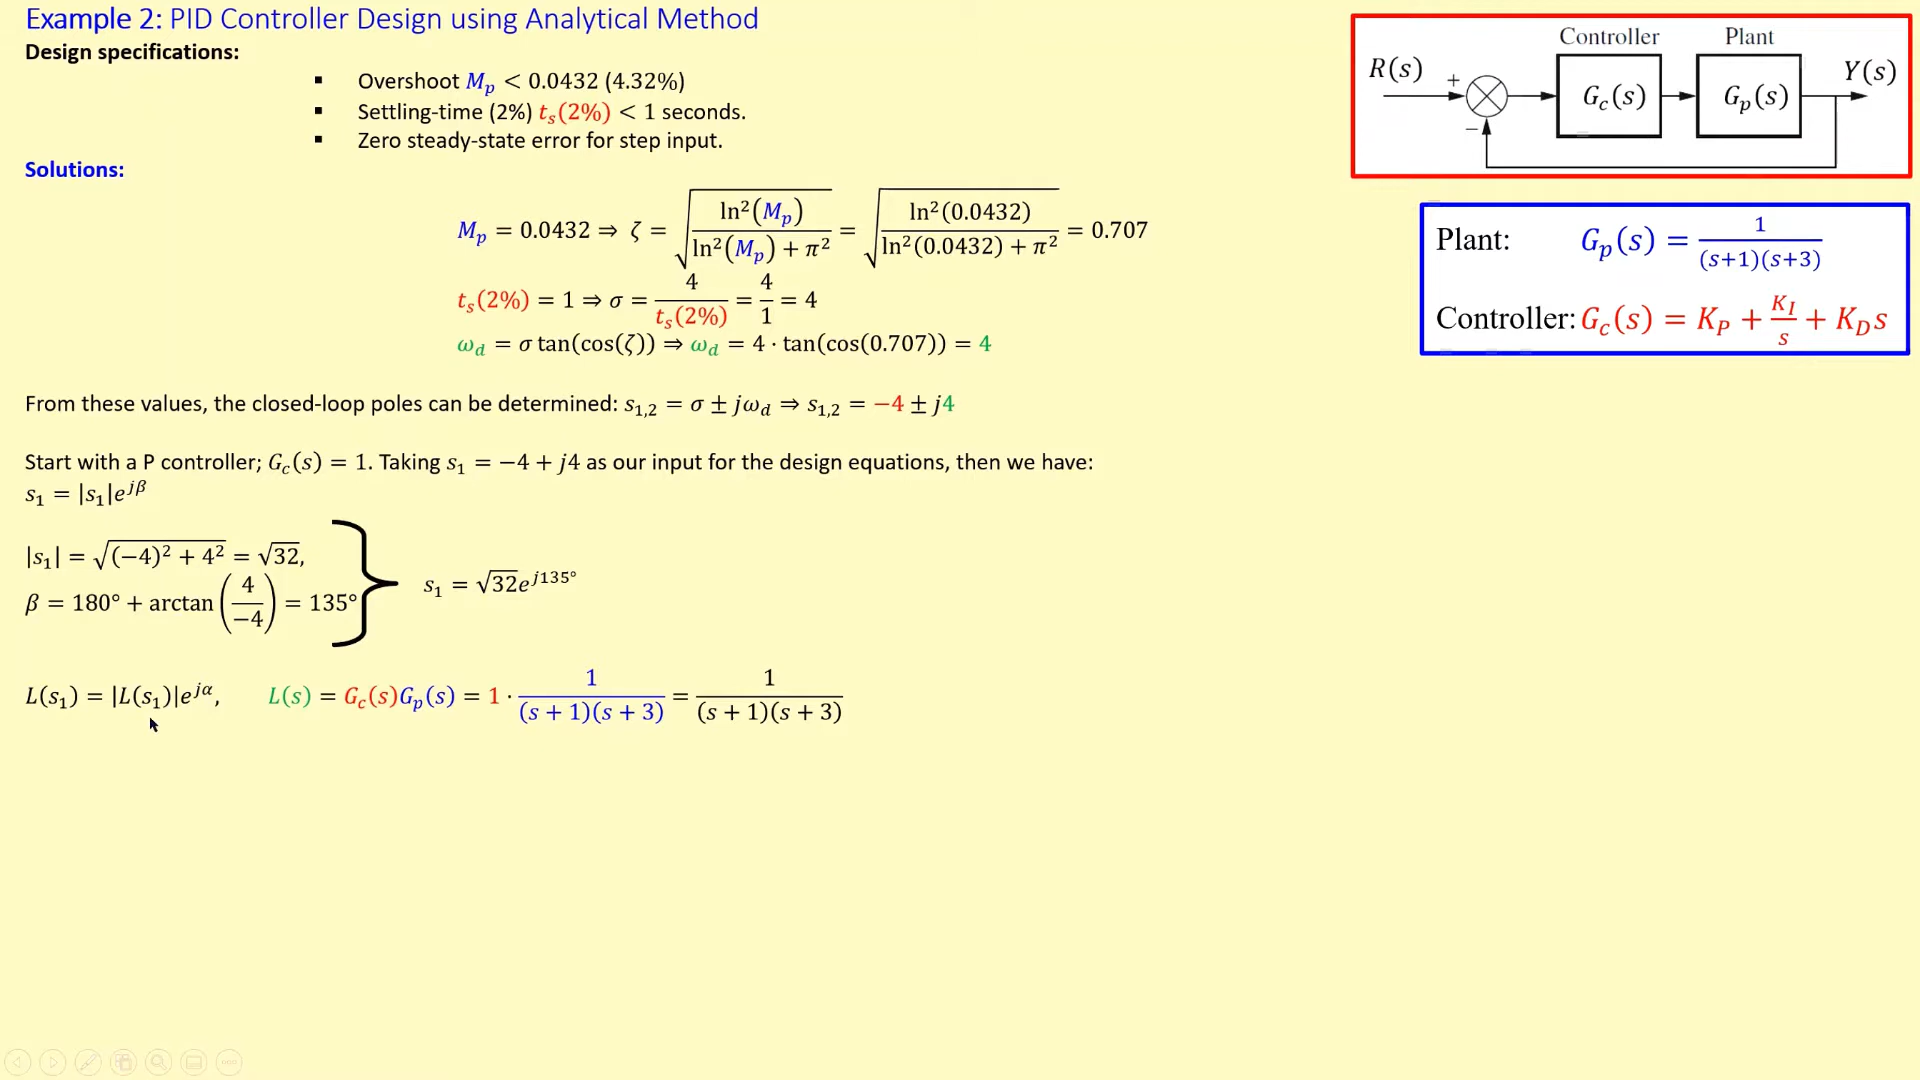 Example 2: PID Controller Design using Analytical Method
Design specifications:
▪ Overshoot M_p < 0.0432 (4.32%)
▪ Settling-time (2%) t_s(2%) < 1 seconds.
▪ Zero steady-state error for step input.
Solutions:
M_p = 0.0432 ⇒ ζ = √(ln²(M_p) / (ln²(M_p) + π²)) = √(ln²(0.0432) / (ln²(0.0432) + π²)) = 0.707
t_s(2%) = 1 ⇒ σ = 4 / t_s(2%) = 4/1 = 4
ω_d = σ tan(cos(ζ)) ⇒ ω_d = 4 · tan(cos(0.707)) = 4
From these values, the closed-loop poles can be determined: s_1,2 = σ ± jω_d ⇒ s_1,2 = −4 ± j4
Start with a P controller; G_c(s) = 1. Taking s_1 = −4 + j4 as our input for the design equations, then we have:
s_1 = |s_1|e^{jβ}
|s_1| = √((−4)² + 4²) = √32,
β = 180° + arctan(4/−4) = 135°
s_1 = √32e^{j135°}
L(s_1) = |L(s_1)|e^{jα}, L(s) = G_c(s)G_p(s) = 1 · 1/((s + 1)(s + 3)) = 1/((s + 1)(s + 3))
Controller Plant
R(s) + − G_c(s) G_p(s) Y(s)
Plant: G_p(s) = 1/((s+1)(s+3))
Controller: G_c(s) = K_P + K_I/s + K_D s